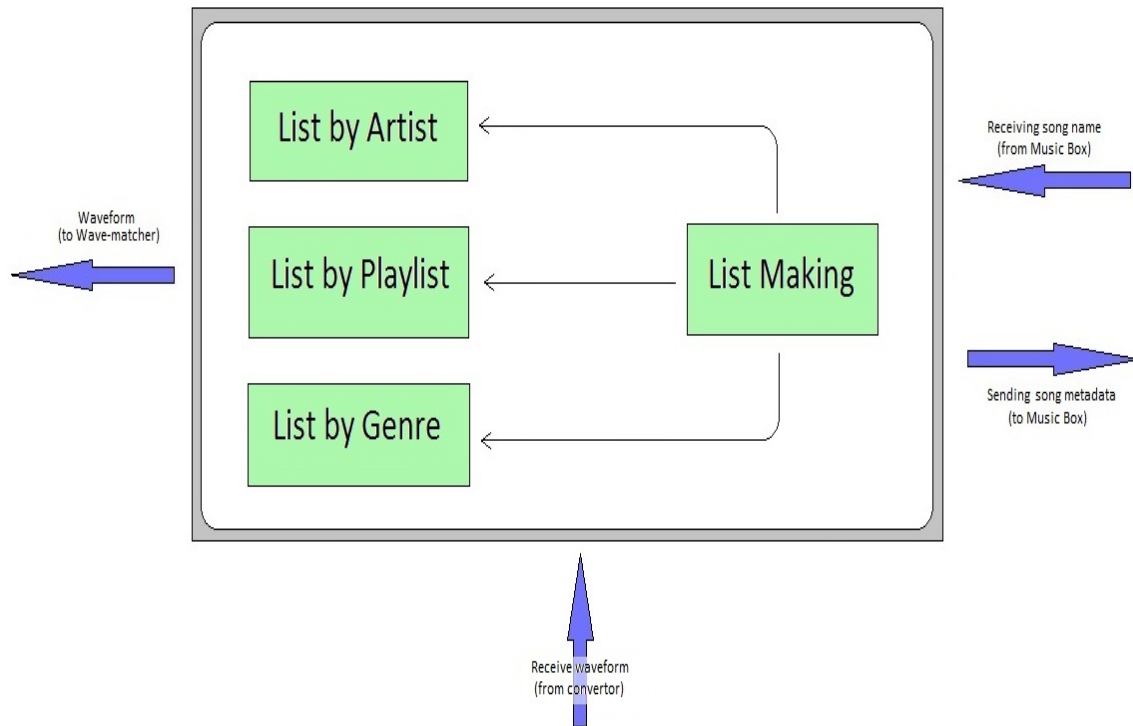 List by Artist
Receiving song name
(from Music Box)
Waveform
(to Wave-matcher)
List by Playlist
List Making
List by Genre
Sending song metadata
(to Music Box)
Receive waveform
(from convertor)